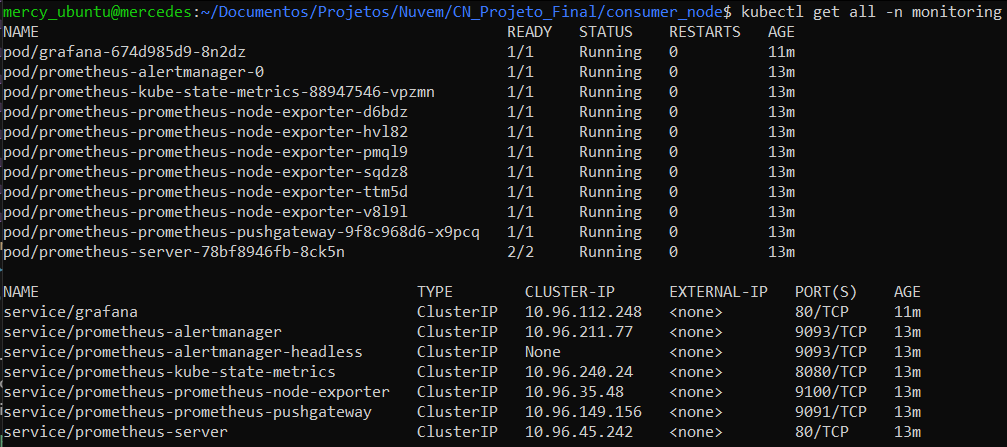 mercy_ubuntu@mercedes:~/Documentos/Projetos/Nuvem/CN_Projeto_Final/consumer_node$ kubectl get all -n monitoring
NAME READY STATUS RESTARTS AGE
pod/grafana-674d985d9-8n2dz 1/1 Running 0 11m
pod/prometheus-alertmanager-0 1/1 Running 0 13m
pod/prometheus-kube-state-metrics-88947546-vpzmn 1/1 Running 0 13m
pod/prometheus-prometheus-node-exporter-d6bdz 1/1 Running 0 13m
pod/prometheus-prometheus-node-exporter-hvl82 1/1 Running 0 13m
pod/prometheus-prometheus-node-exporter-pmql9 1/1 Running 0 13m
pod/prometheus-prometheus-node-exporter-sqdz8 1/1 Running 0 13m
pod/prometheus-prometheus-node-exporter-ttm5d 1/1 Running 0 13m
pod/prometheus-prometheus-node-exporter-v8l9l 1/1 Running 0 13m
pod/prometheus-prometheus-pushgateway-9f8c968d6-x9pcq 1/1 Running 0 13m
pod/prometheus-server-78bf8946fb-8ck5n 2/2 Running 0 13m
NAME TYPE CLUSTER-IP EXTERNAL-IP PORT(S) AGE
service/grafana ClusterIP 10.96.112.248 <none> 80/TCP 11m
service/prometheus-alertmanager ClusterIP 10.96.211.77 <none> 9093/TCP 13m
service/prometheus-alertmanager-headless ClusterIP None <none> 9093/TCP 13m
service/prometheus-kube-state-metrics ClusterIP 10.96.240.24 <none> 8080/TCP 13m
service/prometheus-prometheus-node-exporter ClusterIP 10.96.35.48 <none> 9100/TCP 13m
service/prometheus-prometheus-pushgateway ClusterIP 10.96.149.156 <none> 9091/TCP 13m
service/prometheus-server ClusterIP 10.96.45.242 <none> 80/TCP 13m